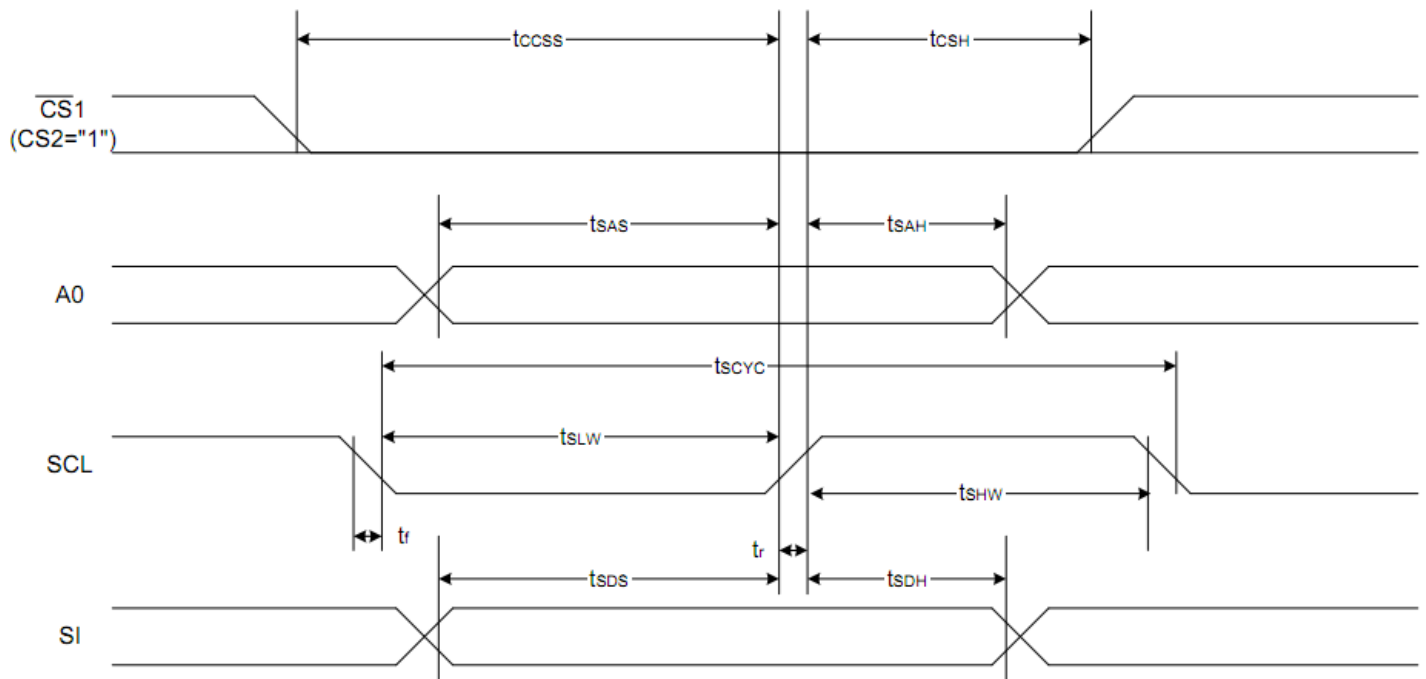 tCCSS
tCSH
CS1
(CS2="1")
tSAS
tSAH
A0
tSCYC
tSLW
SCL
tSHW
tf
tr
tSDS
tSDH
SI